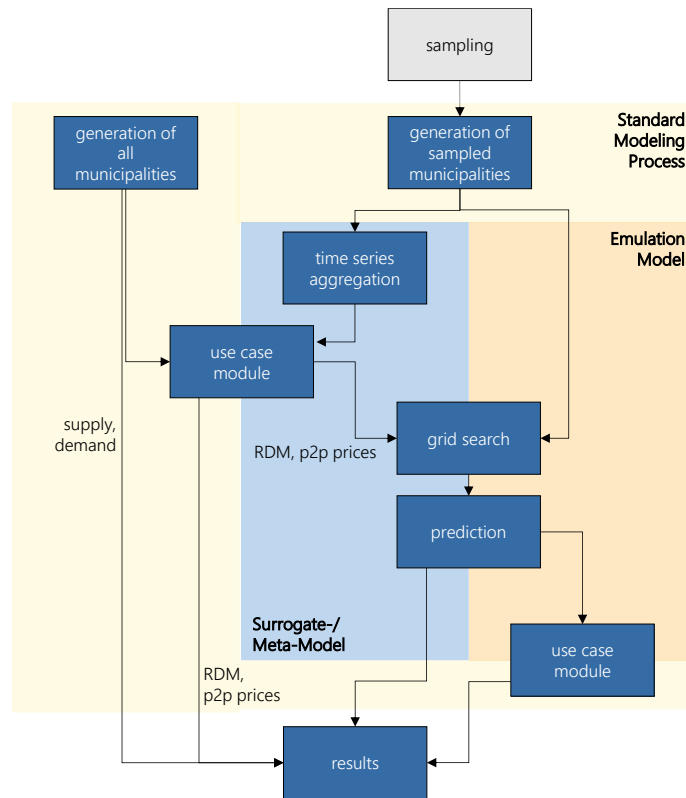 sampling
generation of
all
municipalities
generation of
sampled
municipalities
Standard
Modeling
Process
time series
aggregation
Emulation
Model
use case
module
supply,
demand
RDM, p2p prices
grid search
prediction
Surrogate-/
Meta-Model
use case
module
RDM,
p2p prices
results